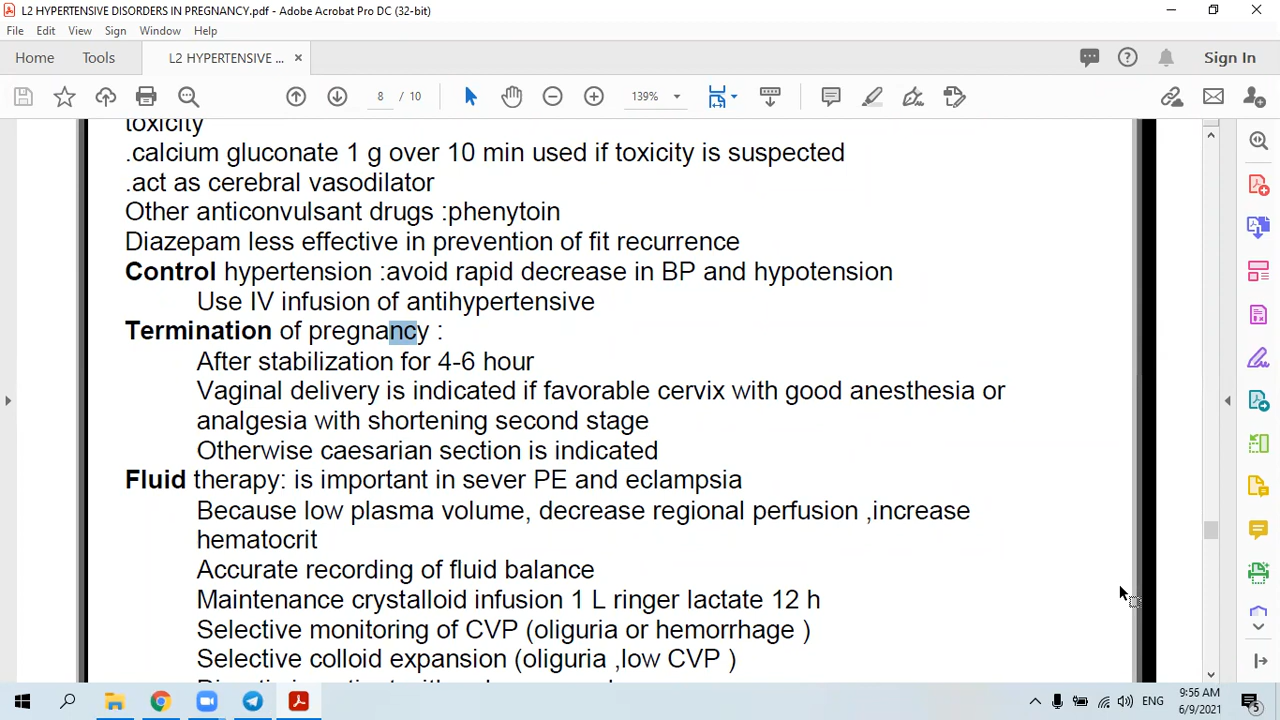 L2 HYPERTENSIVE DISORDERS IN PREGNANCY.pdf - Adobe Acrobat Pro DC (32-bit)
File Edit View Sign Window Help
Home Tools L2 HYPERTENSIVE ... × Sign In
8 / 10 139%
toxicity
.calcium gluconate 1 g over 10 min used if toxicity is suspected
.act as cerebral vasodilator
Other anticonvulsant drugs :phenytoin
Diazepam less effective in prevention of fit recurrence
Control hypertension :avoid rapid decrease in BP and hypotension
Use IV infusion of antihypertensive
Termination of pregnancy :
After stabilization for 4-6 hour
Vaginal delivery is indicated if favorable cervix with good anesthesia or
analgesia with shortening second stage
Otherwise caesarian section is indicated
Fluid therapy: is important in sever PE and eclampsia
Because low plasma volume, decrease regional perfusion ,increase
hematocrit
Accurate recording of fluid balance
Maintenance crystalloid infusion 1 L ringer lactate 12 h
Selective monitoring of CVP (oliguria or hemorrhage )
Selective colloid expansion (oliguria ,low CVP )
ENG
9:56 AM
6/9/2021
5